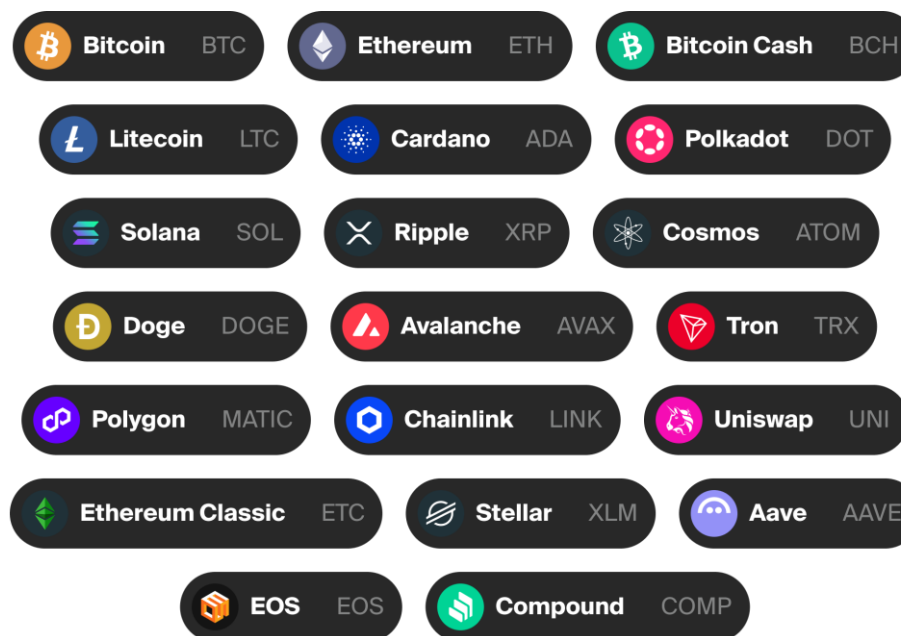 Bitcoin BTC Ethereum ETH Bitcoin Cash BCH
Litecoin LTC Cardano ADA Polkadot DOT
Solana SOL Ripple XRP Cosmos ATOM
Doge DOGE Avalanche AVAX Tron TRX
Polygon MATIC Chainlink LINK Uniswap UNI
Ethereum Classic ETC Stellar XLM Aave AAVE
EOS EOS Compound COMP